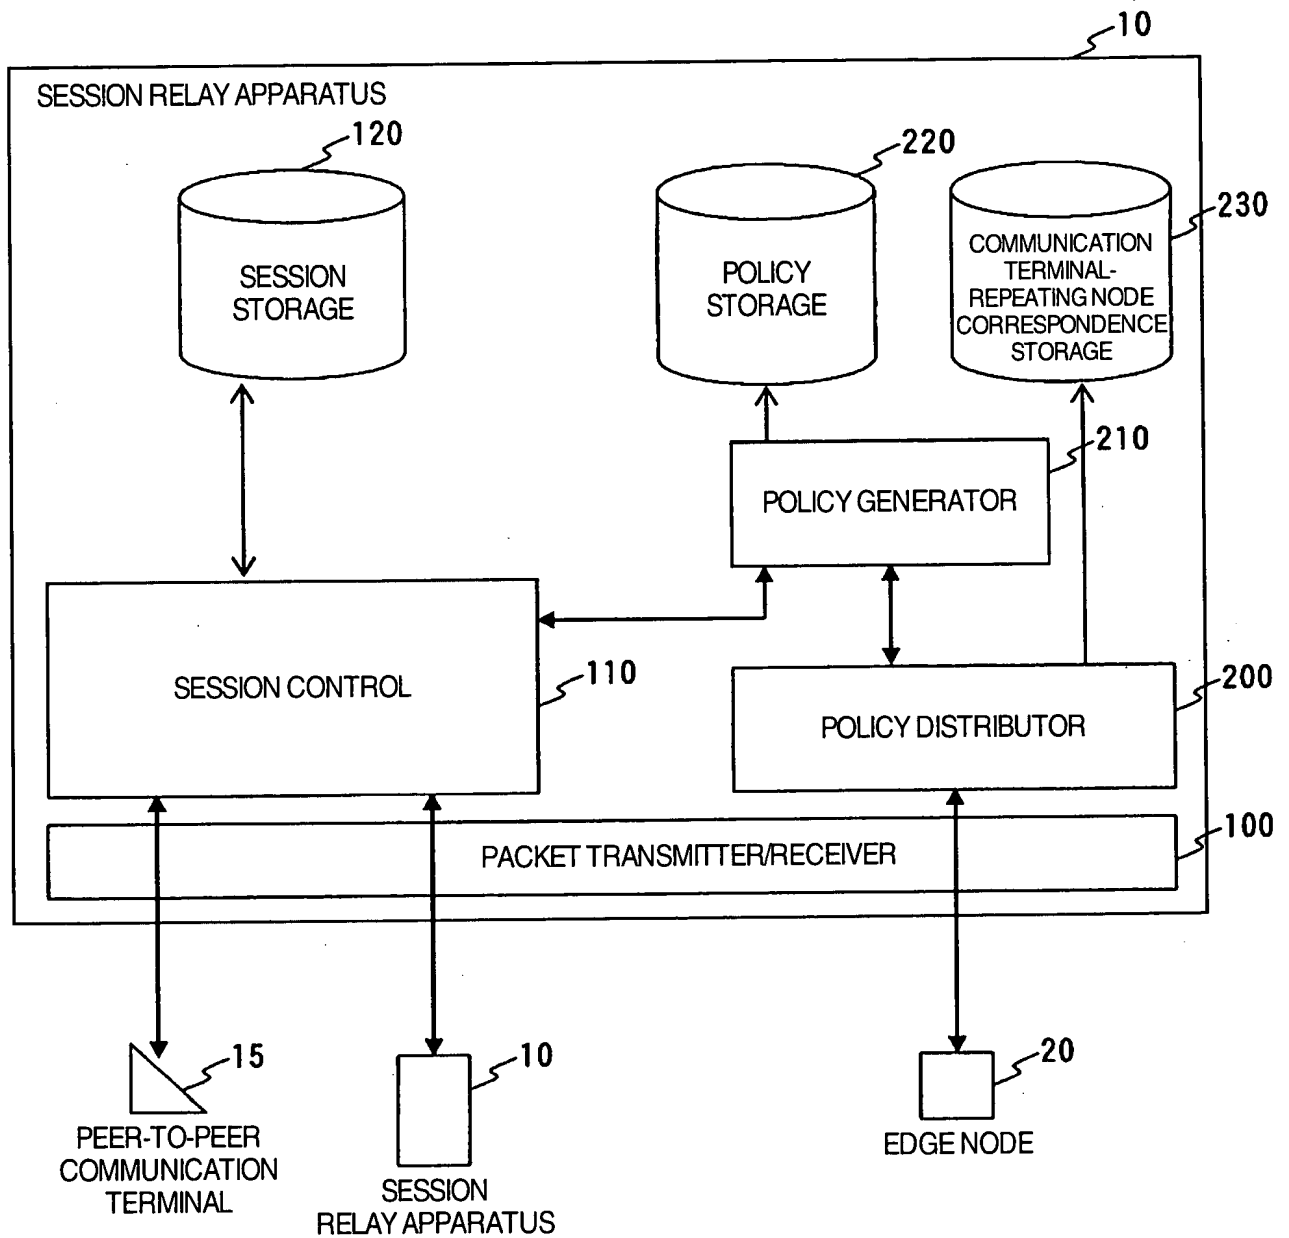 10
SESSION RELAY APPARATUS
120
220
230
SESSION
STORAGE
POLICY
STORAGE
COMMUNICATION
TERMINAL-
REPEATING NODE
CORRESPONDENCE
STORAGE
210
POLICY GENERATOR
SESSION CONTROL
110
200
POLICY DISTRIBUTOR
100
PACKET TRANSMITTER/RECEIVER
15
10
20
PEER-TO-PEER
COMMUNICATION
TERMINAL
SESSION
RELAY APPARATUS
EDGE NODE